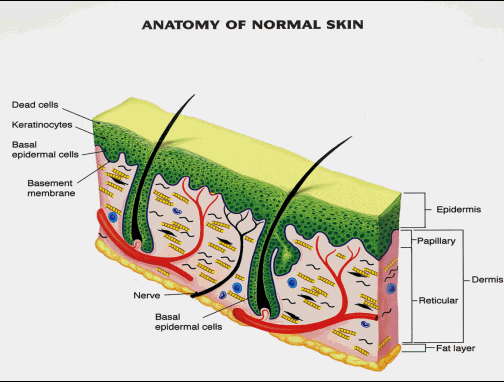 ANATOMY OF NORMAL SKIN
Dead cells
Keratinocytes
Basal
epidermal cells
Basement
membrane
Epidermis
Papillary
Dermis
Reticular
Nerve
Basal
epidermal cells
Fat layer